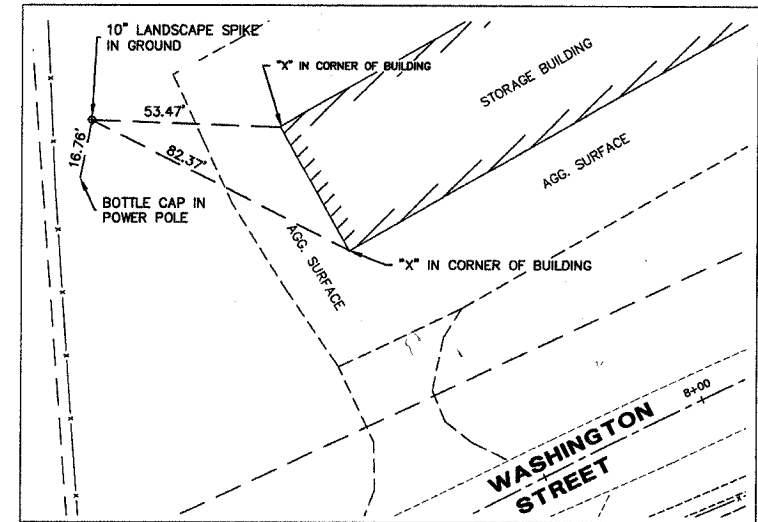 10" LANDSCAPE SPIKE
IN GROUND
"X" IN CORNER OF BUILDING
STORAGE BUILDING
53.47'
16.76'
82.37'
AGG. SURFACE
BOTTLE CAP IN
POWER POLE
AGG. SURFACE
"X" IN CORNER OF BUILDING
8+00
WASHINGTON
STREET